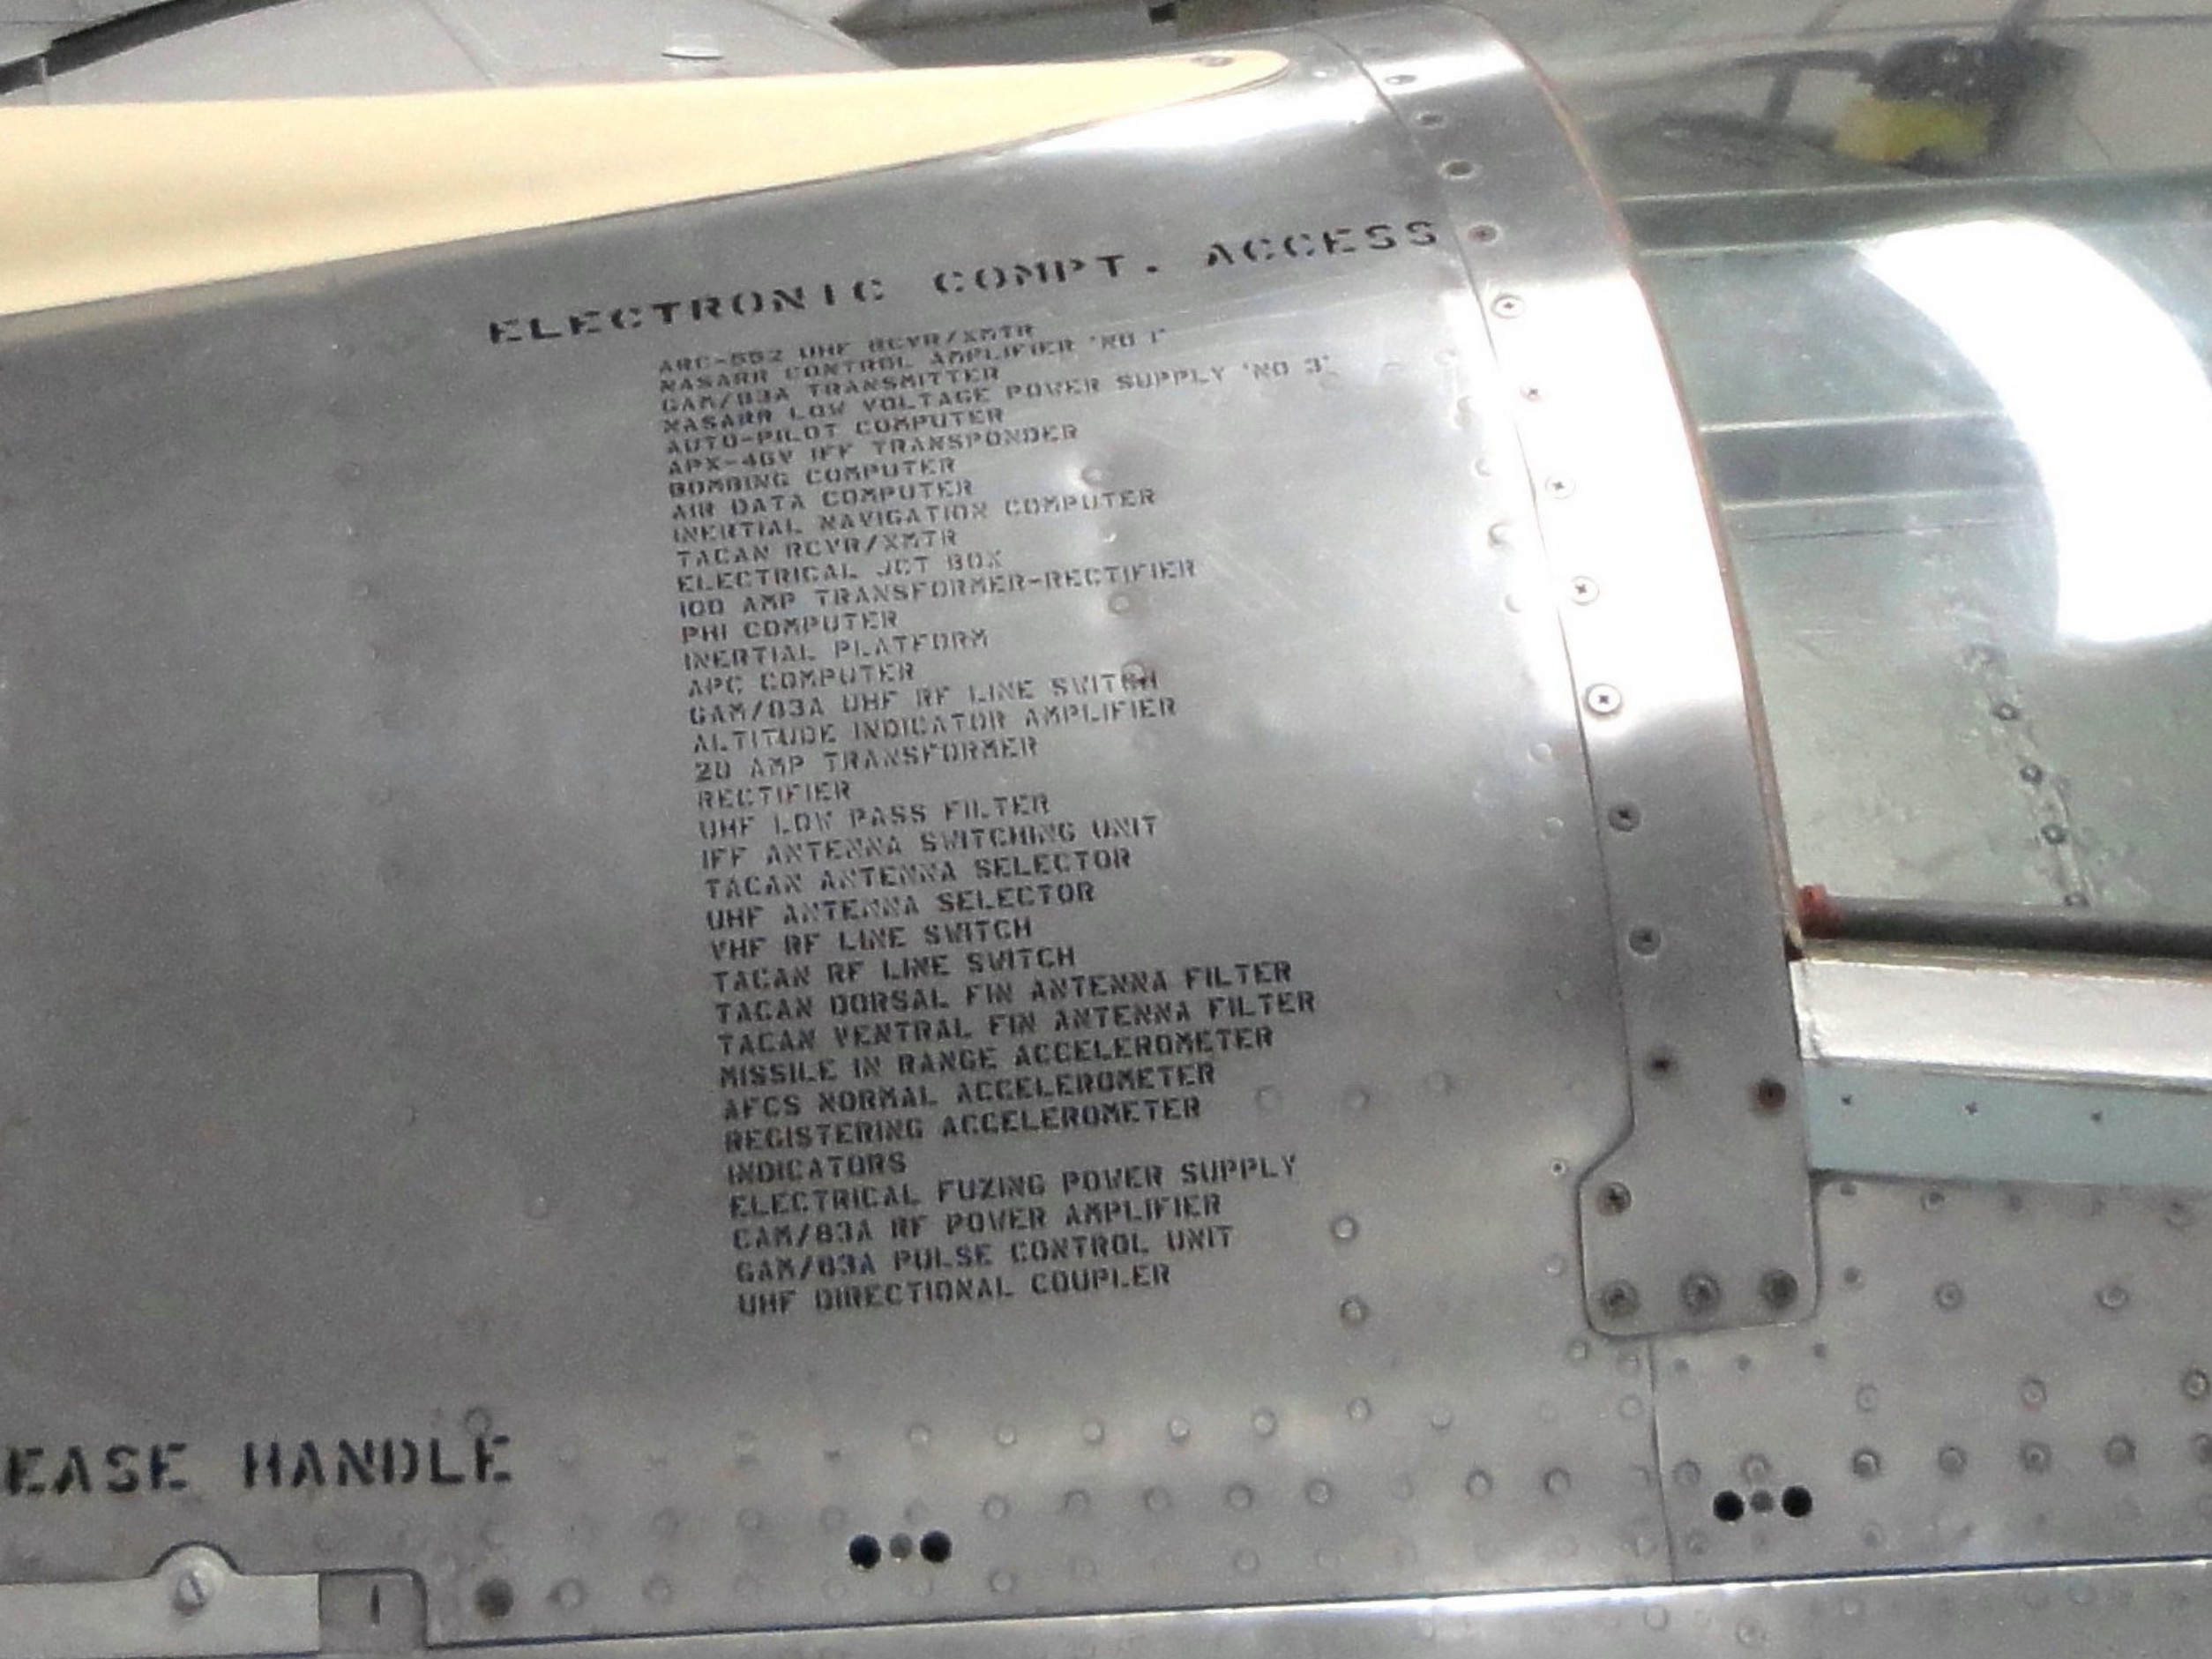 ELECTRONIC COMPT. ACCESS
ARC-552 UHF RCVR/XMTR
NASARR CONTROL AMPLIFIER 'NO 1'
GAM/83A TRANSMITTER
NASARR LOW VOLTAGE POWER SUPPLY 'NO 3'
AUTO-PILOT COMPUTER
APX-46V IFF TRANSPONDER
BOMBING COMPUTER
AIR DATA COMPUTER
INERTIAL NAVIGATION COMPUTER
TACAN RCVR/XMTR
ELECTRICAL JCT BOX
100 AMP TRANSFORMER-RECTIFIER
PHI COMPUTER
INERTIAL PLATFORM
APC COMPUTER
GAM/83A UHF RF LINE SWITCH
ALTITUDE INDICATOR AMPLIFIER
20 AMP TRANSFORMER
RECTIFIER
UHF LOW PASS FILTER
IFF ANTENNA SWITCHING UNIT
TACAN ANTENNA SELECTOR
UHF ANTENNA SELECTOR
VHF RF LINE SWITCH
TACAN RF LINE SWITCH
TACAN DORSAL FIN ANTENNA FILTER
TACAN VENTRAL FIN ANTENNA FILTER
MISSILE IN RANGE ACCELEROMETER
AFCS NORMAL ACCELEROMETER
REGISTERING ACCELEROMETER
INDICATORS
ELECTRICAL FUZING POWER SUPPLY
GAM/83A RF POWER AMPLIFIER
GAM/83A PULSE CONTROL UNIT
UHF DIRECTIONAL COUPLER
EASE HANDLE